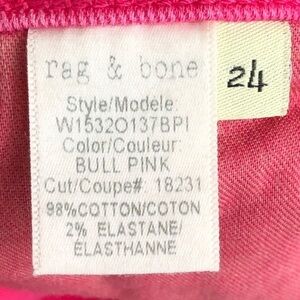 rag & bone
24
Style/Modele:
W1532O137BPI
Color/Couleur:
BULL PINK
Cut/Coupe#: 18231
98%COTTON/COTON
2% ELASTANE/
ÉLASTHANNE